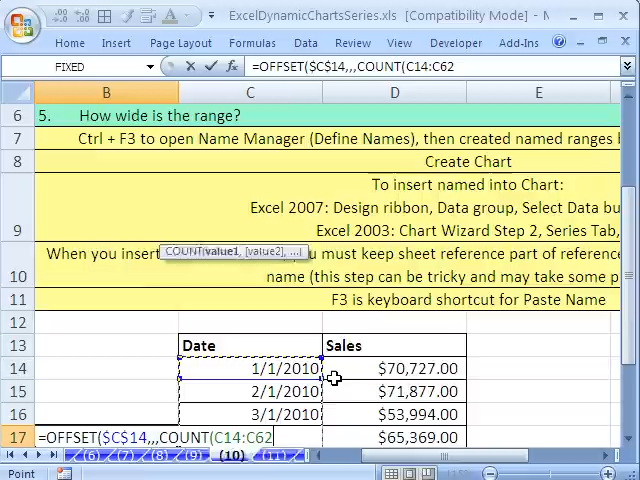 ExcelDynamicChartsSeries.xls [Compatibility Mode] - M
Home Insert Page Layout Formulas Data Review View Developer Add-Ins
FIXED =OFFSET($C$14,,,COUNT(C14:C62
B C D E
6 5. How wide is the range?
7 Ctrl + F3 to open Name Manager (Define Names), then created named ranges b
8 Create Chart
To insert named into Chart:
Excel 2007: Design ribbon, Data group, Select Data bu
9 Excel 2003: Chart Wizard Step 2, Series Tab,
When you insert you must keep sheet reference part of referenc
COUNT(value1, [value2], ...)
10 name (this step can be tricky and may take some p
11 F3 is keyboard shortcut for Paste Name
12
13 Date Sales
14 1/1/2010 $70,727.00
15 2/1/2010 $71,877.00
16 3/1/2010 $53,994.00
17 =OFFSET($C$14,,,COUNT(C14:C62 $65,369.00
(6) (7) (8) (9) (10) (11)
Point